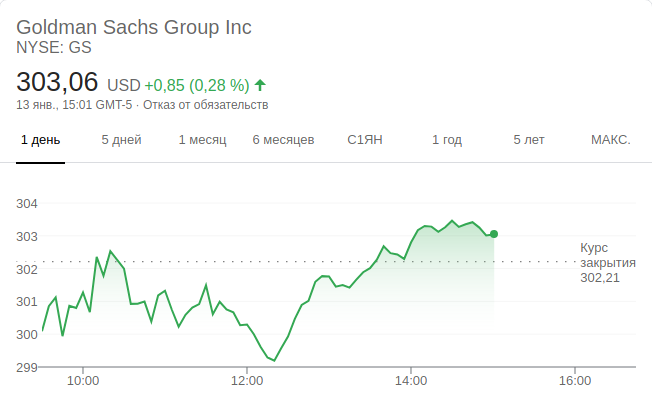 Goldman Sachs Group Inc
NYSE: GS
303,06 USD +0,85 (0,28 %)
13 янв., 15:01 GMT-5 · Отказ от обязательств
1 день 5 дней 1 месяц 6 месяцев С1ЯН 1 год 5 лет МАКС.
304
303
302
301
300
299
Курс
закрытия
302,21
10:00 12:00 14:00 16:00